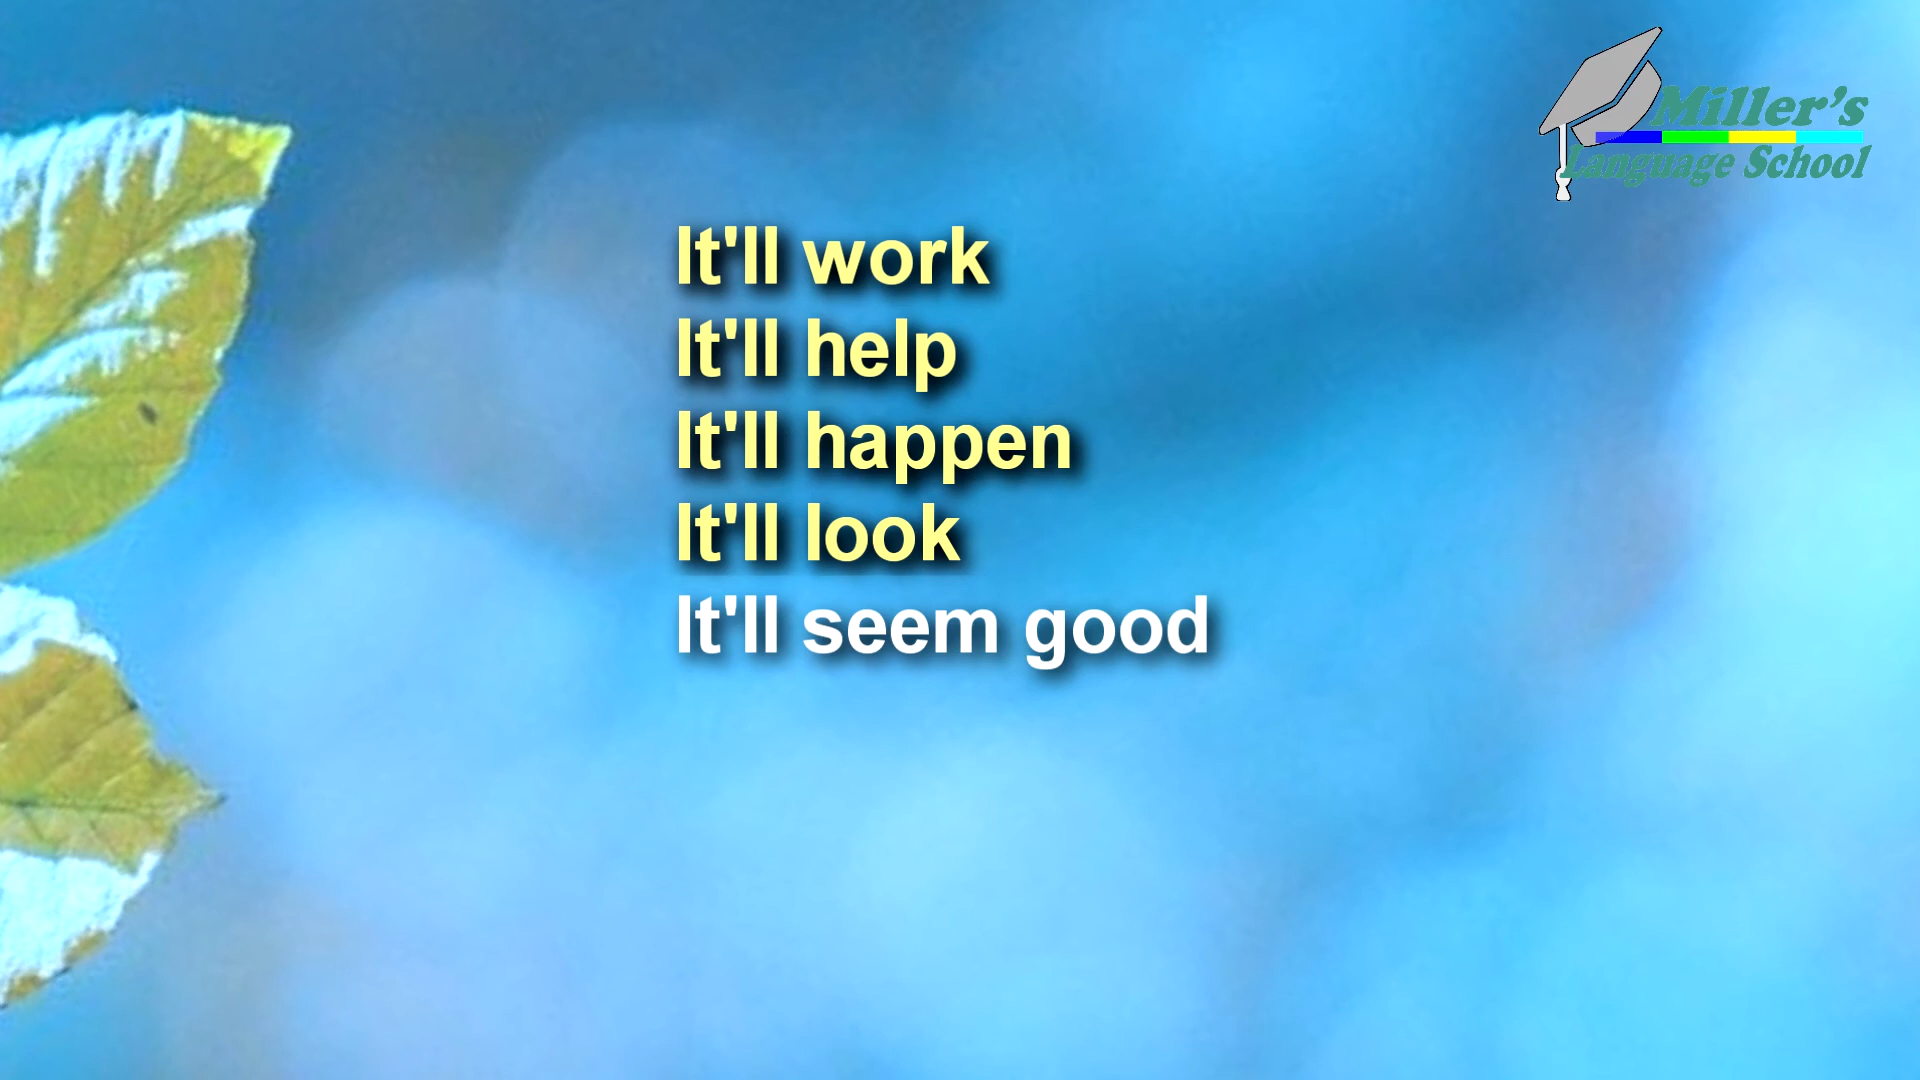 Miller's
Language School
It'll work
It'll help
It'll happen
It'll look
It'll seem good